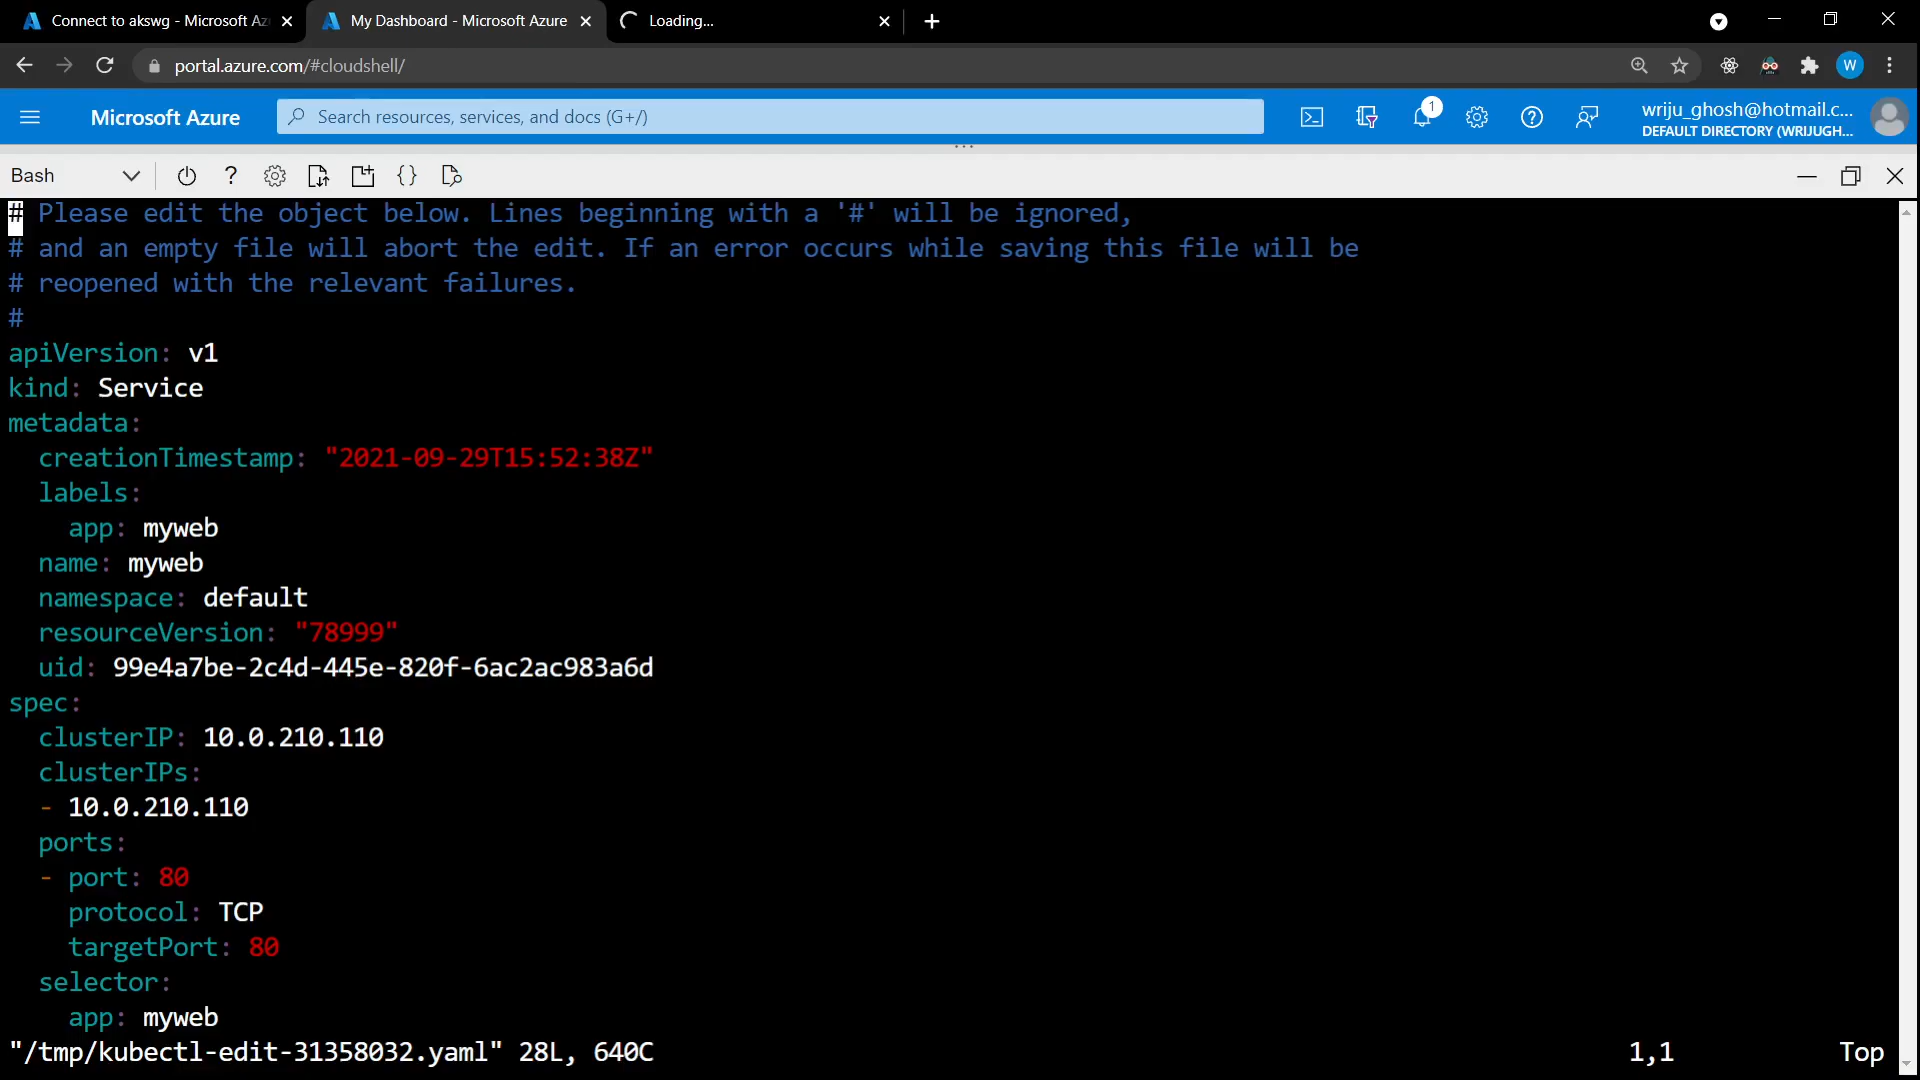 Connect to akswg - Microsoft Az
My Dashboard - Microsoft Azure
Loading...
portal.azure.com/#cloudshell/
W
Microsoft Azure
Search resources, services, and docs (G+/)
1
wriju_ghosh@hotmail.c...
DEFAULT DIRECTORY (WRIJUGH...
Bash
# Please edit the object below. Lines beginning with a '#' will be ignored,
# and an empty file will abort the edit. If an error occurs while saving this file will be
# reopened with the relevant failures.
#
apiVersion: v1
kind: Service
metadata:
  creationTimestamp: "2021-09-29T15:52:38Z"
  labels:
    app: myweb
  name: myweb
  namespace: default
  resourceVersion: "78999"
  uid: 99e4a7be-2c4d-445e-820f-6ac2ac983a6d
spec:
  clusterIP: 10.0.210.110
  clusterIPs:
  - 10.0.210.110
  ports:
  - port: 80
    protocol: TCP
    targetPort: 80
  selector:
    app: myweb
"/tmp/kubectl-edit-31358032.yaml" 28L, 640C 1,1 Top